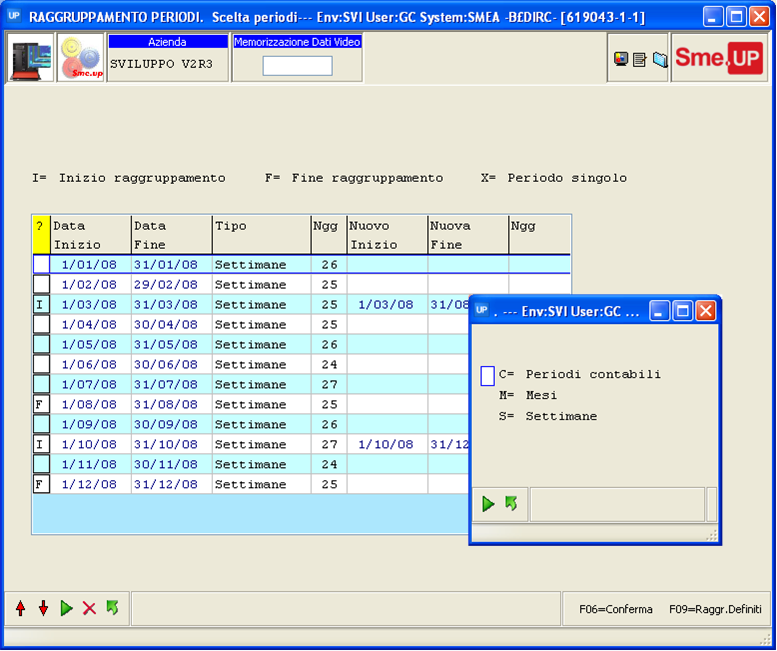 UP RAGGRUPPAMENTO PERIODI. Scelta periodi--- Env:SVI User:GC System:SMEA -B£DIRC- [619043-1-1]
Sme.up
Azienda
SVILUPPO V2R3
Memorizzazione Dati Video
Sme.UP
I= Inizio raggruppamento F= Fine raggruppamento X= Periodo singolo
? Data Inizio Data Fine Tipo Ngg Nuovo Inizio Nuova Fine Ngg
1/01/08 31/01/08 Settimane 26
1/02/08 29/02/08 Settimane 25
I 1/03/08 31/03/08 Settimane 25 1/03/08 31/08
1/04/08 30/04/08 Settimane 25
1/05/08 31/05/08 Settimane 26
1/06/08 30/06/08 Settimane 24
1/07/08 31/07/08 Settimane 27
F 1/08/08 31/08/08 Settimane 25
1/09/08 30/09/08 Settimane 26
I 1/10/08 31/10/08 Settimane 27 1/10/08 31/12
1/11/08 30/11/08 Settimane 24
F 1/12/08 31/12/08 Settimane 25
UP . --- Env:SVI User:GC ...
C= Periodi contabili
M= Mesi
S= Settimane
F06=Conferma F09=Raggr.Definiti